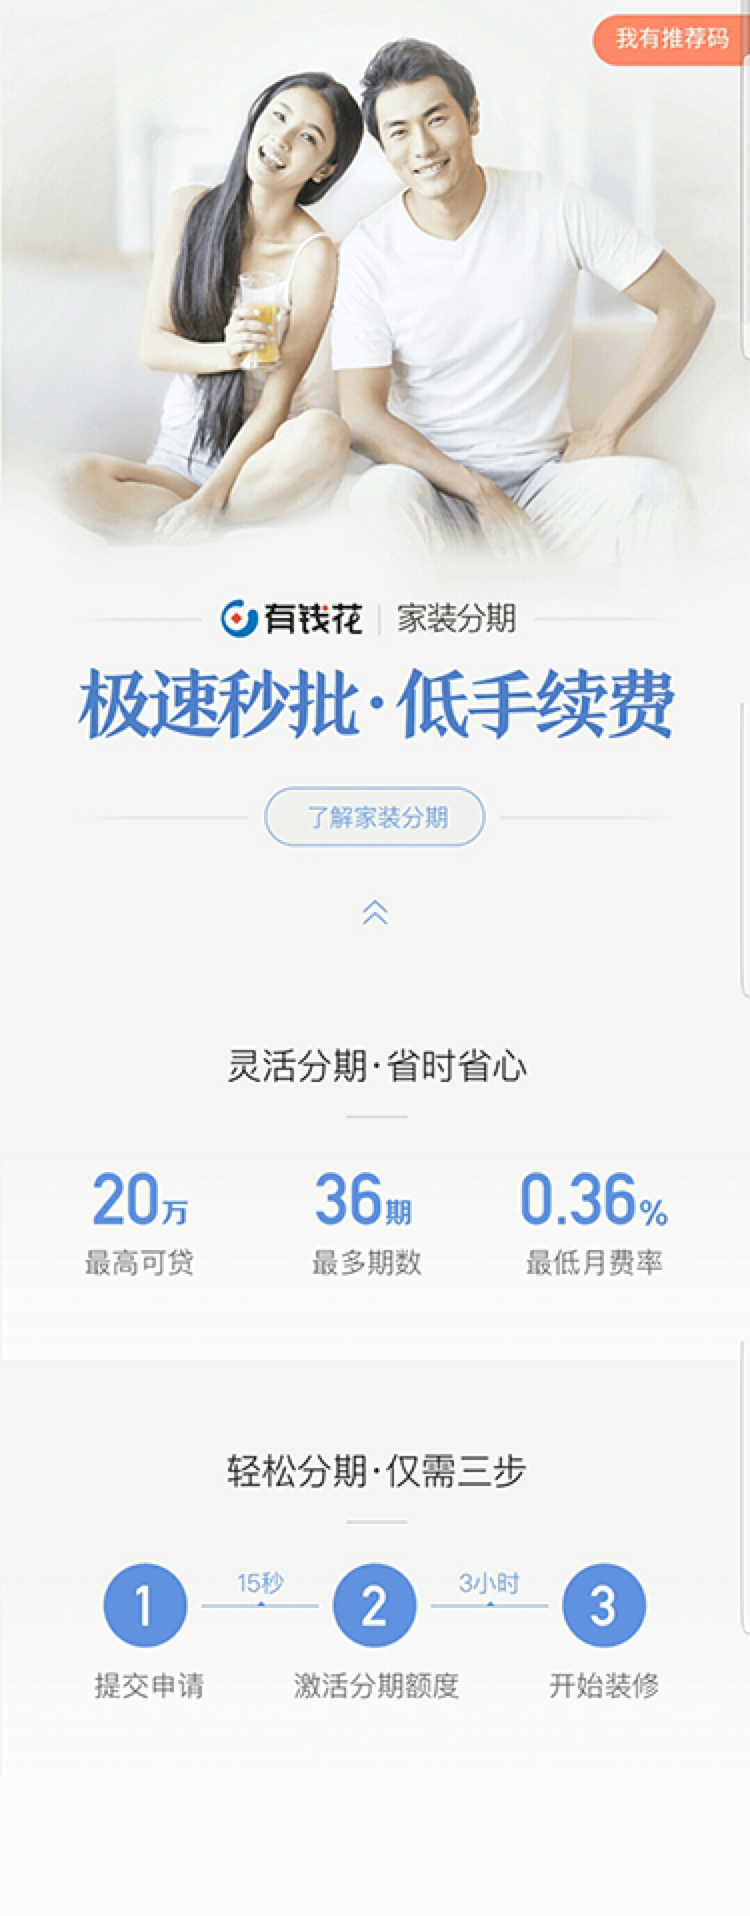 我有推荐码
有钱花 | 家装分期
极速秒批·低手续费
了解家装分期
灵活分期·省时省心
20万 36期 0.36%
最高可贷 最多期数 最低月费率
轻松分期·仅需三步
15秒 3小时
1 2 3
提交申请 激活分期额度 开始装修